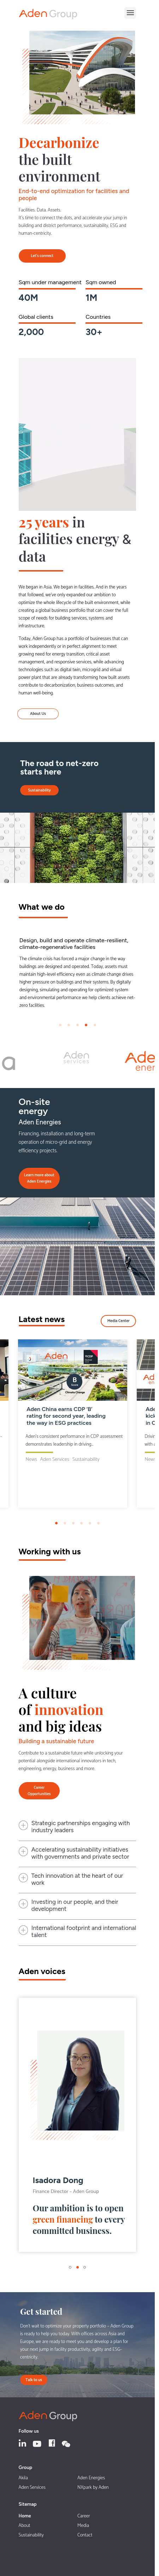 Aden Group
Decarbonize
the built
environment
End-to-end optimization for facilities and
people
Facilities. Data. Assets.
It's time to connect the dots, and accelerate your jump in
building and district performance, sustainability, ESG and
human-centricity.
Let's connect
Sqm under management
40M
Sqm owned
1M
Global clients
2,000
Countries
30+
25 years in
facilities energy &
data
We began in Asia. We began in facilities. And in the years
that followed, we've only expanded our ambition to
optimize the whole lifecycle of the built environment, while
creating a global business portfolio able to cover the full
scope of needs for building services, systems and
infrastructure.
Today, Aden Group has a portfolio of businesses that can
work independently or in perfect alignment to meet
growing need for energy transition, critical asset
management, and responsive services, while advancing
technologies such as digital twin, microgrid and virtual
power plant that are already transforming how built assets
contribute to decarbonization, business outcomes, and
human well-being.
About Us
The road to net-zero
starts here
Sustainability
What we do
Design, build and operate climate-resilient,
climate-regenerative facilities
The climate crisis has forced a major change in the way
buildings are designed and operated. Today, assets must
maintain high-level efficiency even as climate change drives
higher pressures on buildings and their systems. By digitally
designing, simulating and operating for optimized system
and environmental performance we help clients achieve net-
zero facilities.
a
Aden
services
Aden
energies
On-site
energy
Aden Energies
Financing, installation and long-term
operation of micro-grid and energy
efficiency projects.
Learn more about
Aden Energies
Latest news
Media Center
Aden
CDP
B
Aden China earns CDP 'B'
rating for second year, leading
the way in ESG practices
Aden's consistent performance in CDP assessment
demonstrates leadership in driving...
News Aden Services Sustainability
Working with us
A culture
of innovation
and big ideas
Building a sustainable future
Contribute to a sustainable future while unlocking your
potential alongside international innovators in tech,
engineering, energy, business and more.
Career
Opportunities
Strategic partnerships engaging with
industry leaders
Accelerating sustainability initiatives
with governments and private sector
Tech innovation at the heart of our
work
Investing in our people, and their
development
International footprint and international
talent
Aden voices
Isadora Dong
Finance Director – Aden Group
Our ambition is to open
green financing to every
committed business.
Get started
Don't wait to optimize your property portfolio – Aden Group
is ready to help you today. With offices across Asia and
Europe, we are ready to meet you and develop a plan for
your next jump in facility productivity, agility and ESG-
centricity.
Talk to us
Aden Group
Follow us
Group
Akila
Aden Energies
Aden Services
NXpark by Aden
Sitemap
Home
Career
About
Media
Sustainability
Contact